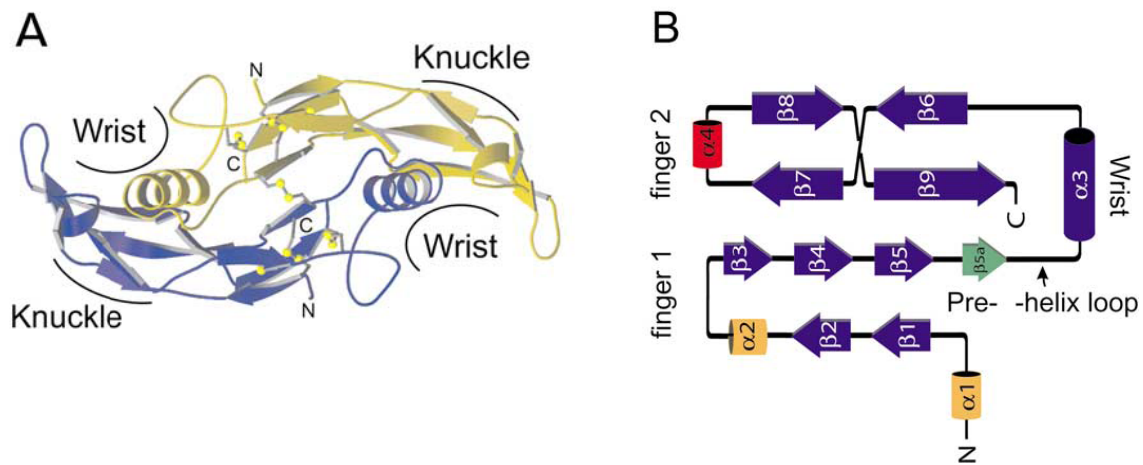 A
Knuckle
N
Wrist
C
C
Wrist
N
Knuckle
B
finger 2
β8
β6
α4
α3
Wrist
β7
β9
C
finger 1
β3
β4
β5
β5a
Pre- -helix loop
α2
β2
β1
α1
N